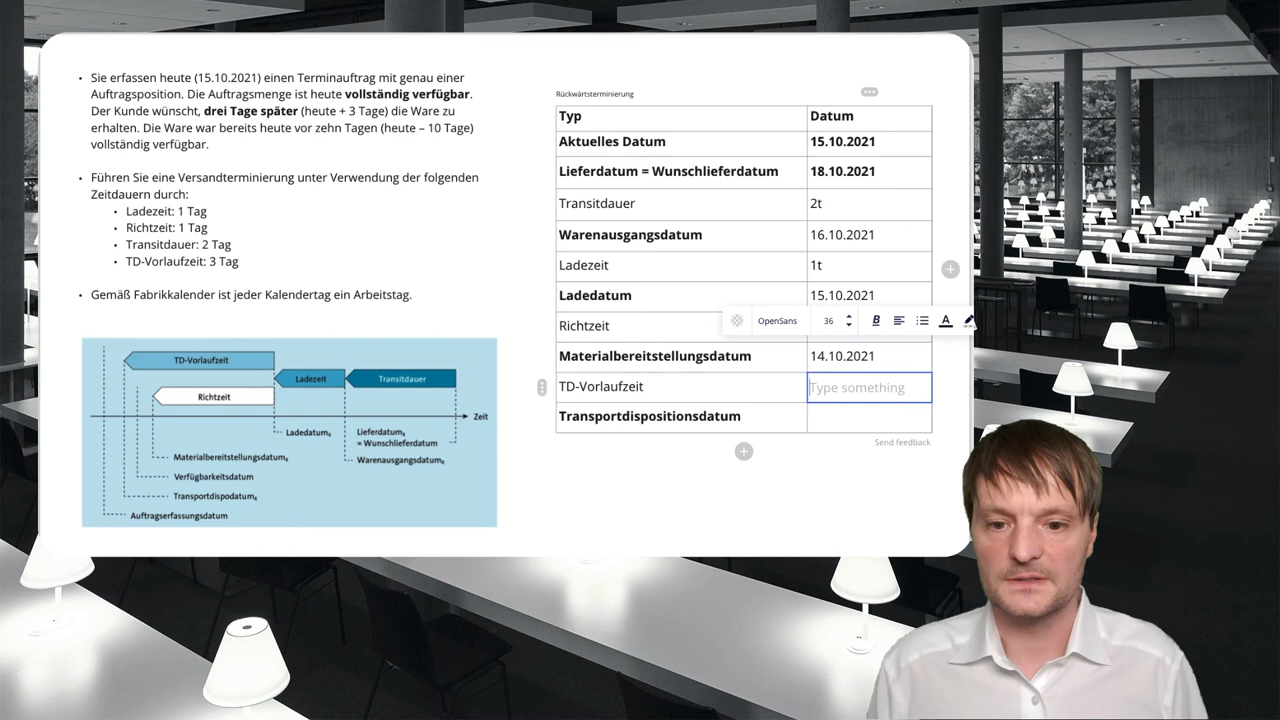 • Sie erfassen heute (15.10.2021) einen Terminauftrag mit genau einer
Auftragsposition. Die Auftragsmenge ist heute vollständig verfügbar.
Der Kunde wünscht, drei Tage später (heute + 3 Tage) die Ware zu
erhalten. Die Ware war bereits heute vor zehn Tagen (heute – 10 Tage)
vollständig verfügbar.
• Führen Sie eine Versandterminierung unter Verwendung der folgenden
Zeitdauern durch:
• Ladezeit: 1 Tag
• Richtzeit: 1 Tag
• Transitdauer: 2 Tag
• TD-Vorlaufzeit: 3 Tag
• Gemäß Fabrikkalender ist jeder Kalendertag ein Arbeitstag.
TD-Vorlaufzeit
Ladezeit
Transitdauer
Richtzeit
Zeit
Ladedatum₁
Lieferdatum₁
= Wunschlieferdatum
Materialbereitstellungsdatum₁
Warenausgangsdatum₁
Verfügbarkeitsdatum
Transportdispodatum₁
Auftragserfassungsdatum
Rückwärtsterminierung
Typ Datum
Aktuelles Datum 15.10.2021
Lieferdatum = Wunschlieferdatum 18.10.2021
Transitdauer 2t
Warenausgangsdatum 16.10.2021
Ladezeit 1t
Ladedatum 15.10.2021
OpenSans 36 B A
Richtzeit
Materialbereitstellungsdatum 14.10.2021
TD-Vorlaufzeit Type something
Transportdispositionsdatum
Send feedback